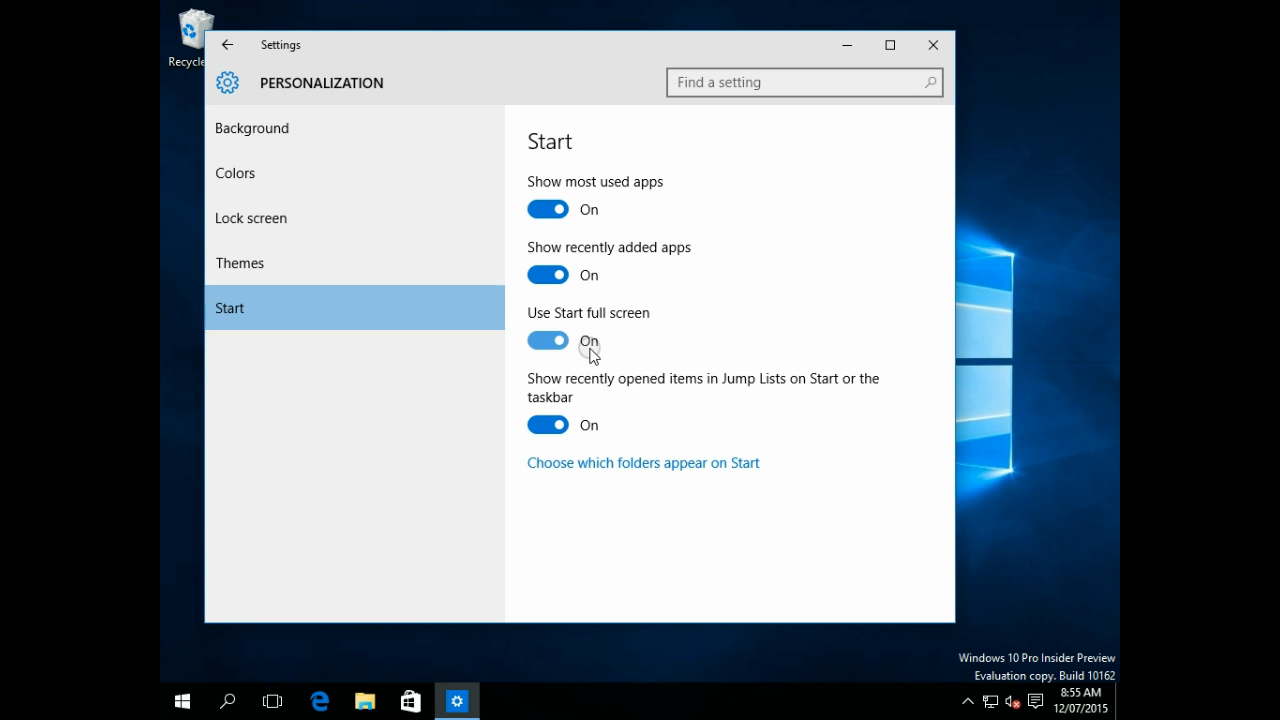 Recycle
Settings
PERSONALIZATION
Find a setting
Background
Colors
Lock screen
Themes
Start
Start
Show most used apps
On
Show recently added apps
On
Use Start full screen
On
Show recently opened items in Jump Lists on Start or the
taskbar
On
Choose which folders appear on Start
Windows 10 Pro Insider Preview
Evaluation copy. Build 10162
8:55 AM
12/07/2015